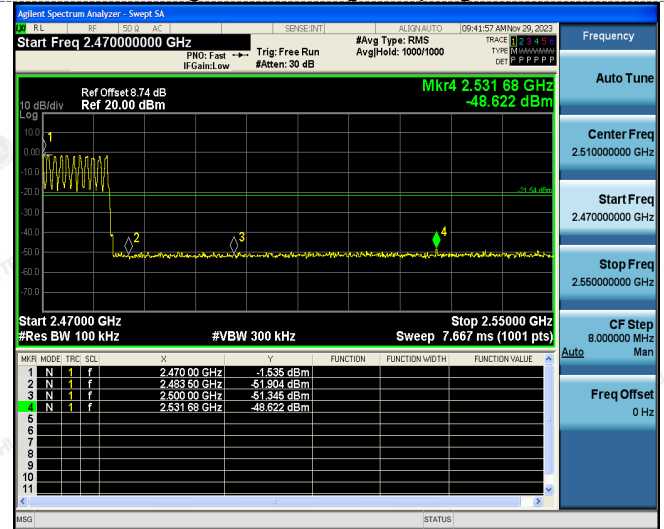 Agilent Spectrum Analyzer - Swept SA
LXI RL RF 50 Ω AC SENSE:INT ALIGN AUTO 09:41:57 AM Nov 29, 2023
Start Freq 2.470000000 GHz
PNO: Fast
IFGain:Low
Trig: Free Run
#Atten: 30 dB
#Avg Type: RMS
Avg|Hold: 1000/1000
TRACE 1 2 3 4 5 6
TYPE M WWWWW
DET P P P P P P
Ref Offset 8.74 dB
Ref 20.00 dBm
10 dB/div
Log
Mkr4 2.531 68 GHz
-48.622 dBm
10.0
0.00
-10.0
-20.0
-30.0
-40.0
-50.0
-60.0
-70.0
1
2
3
4
-21.54 dBm
Start 2.47000 GHz
Stop 2.55000 GHz
#Res BW 100 kHz #VBW 300 kHz Sweep 7.667 ms (1001 pts)
MKR MODE TRC SCL X Y FUNCTION FUNCTION WIDTH FUNCTION VALUE
1 N 1 f 2.470 00 GHz -1.535 dBm
2 N 1 f 2.483 50 GHz -51.904 dBm
3 N 1 f 2.500 00 GHz -51.345 dBm
4 N 1 f 2.531 68 GHz -48.622 dBm
5
6
7
8
9
10
11
MSG STATUS
Frequency
Auto Tune
Center Freq
2.510000000 GHz
Start Freq
2.470000000 GHz
Stop Freq
2.550000000 GHz
CF Step
8.000000 MHz
Auto Man
Freq Offset
0 Hz